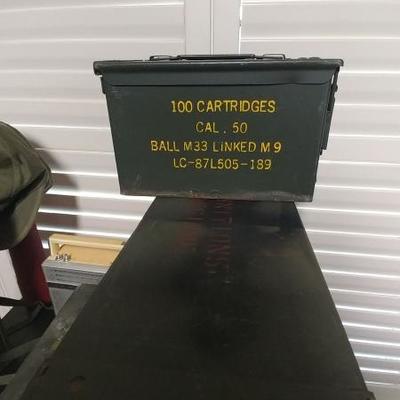 100 CARTRIDGES
CAL. 50
BALL M33 LINKED M9
LC-87L505-189